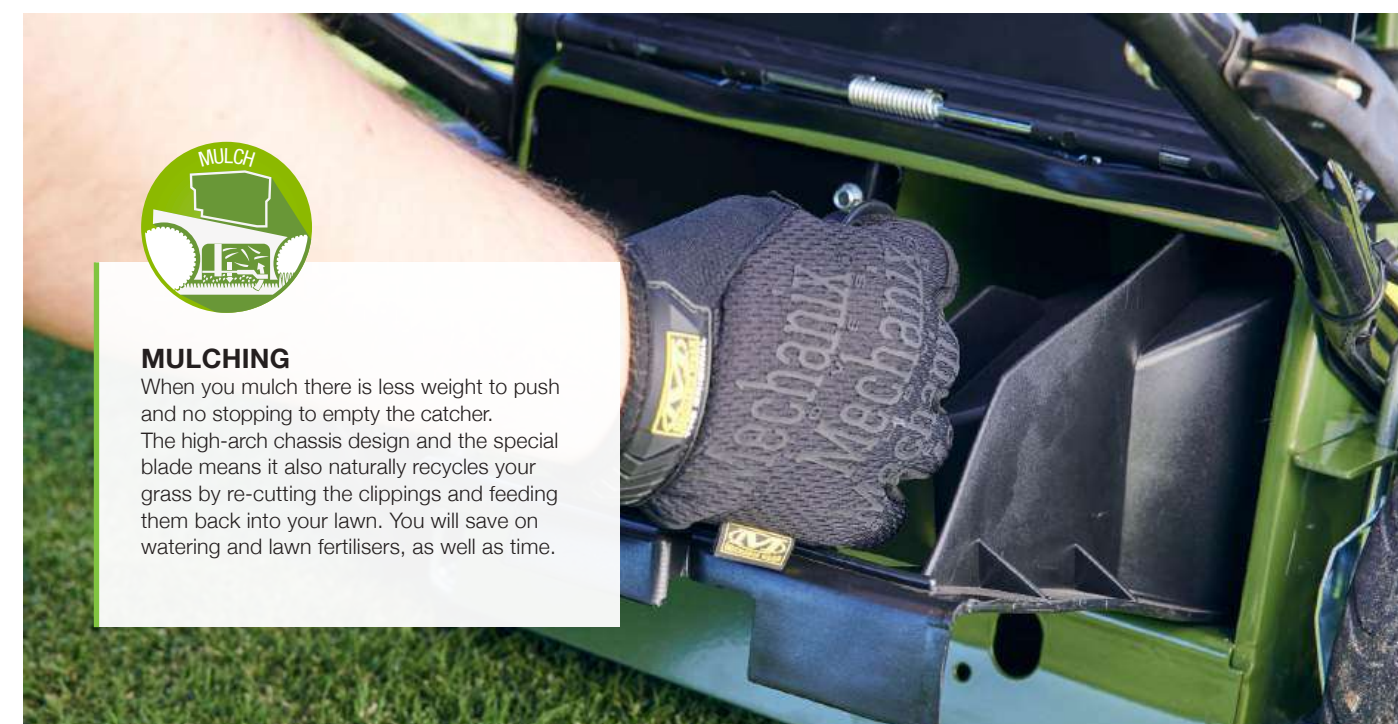 MULCH
MULCHING
When you mulch there is less weight to push
and no stopping to empty the catcher.
The high-arch chassis design and the special
blade means it also naturally recycles your
grass by re-cutting the clippings and feeding
them back into your lawn. You will save on
watering and lawn fertilisers, as well as time.
Mechanix
Mechanix